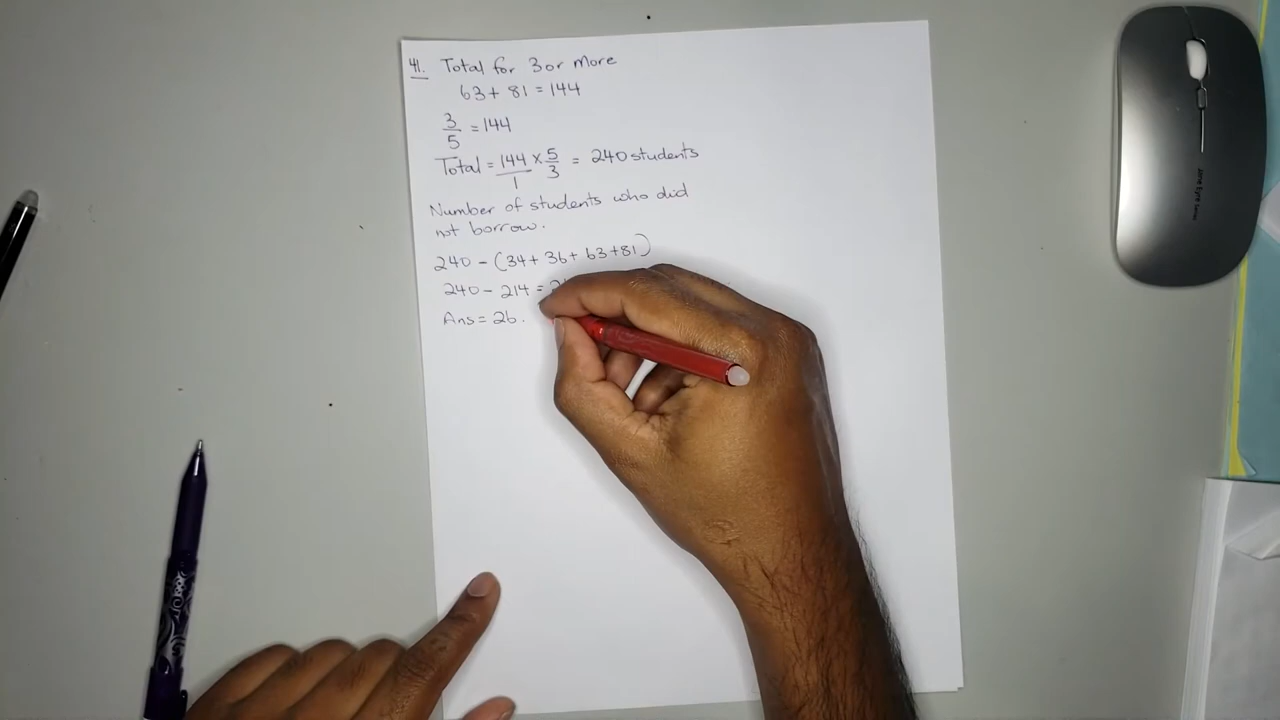 41. Total for 3 or more
63 + 81 = 144
3/5 = 144
Total = 144/1 × 5/3 = 240 students
Number of students who did
not borrow.
240 - (34 + 36 + 63 + 81)
240 - 214 =
Ans = 26.